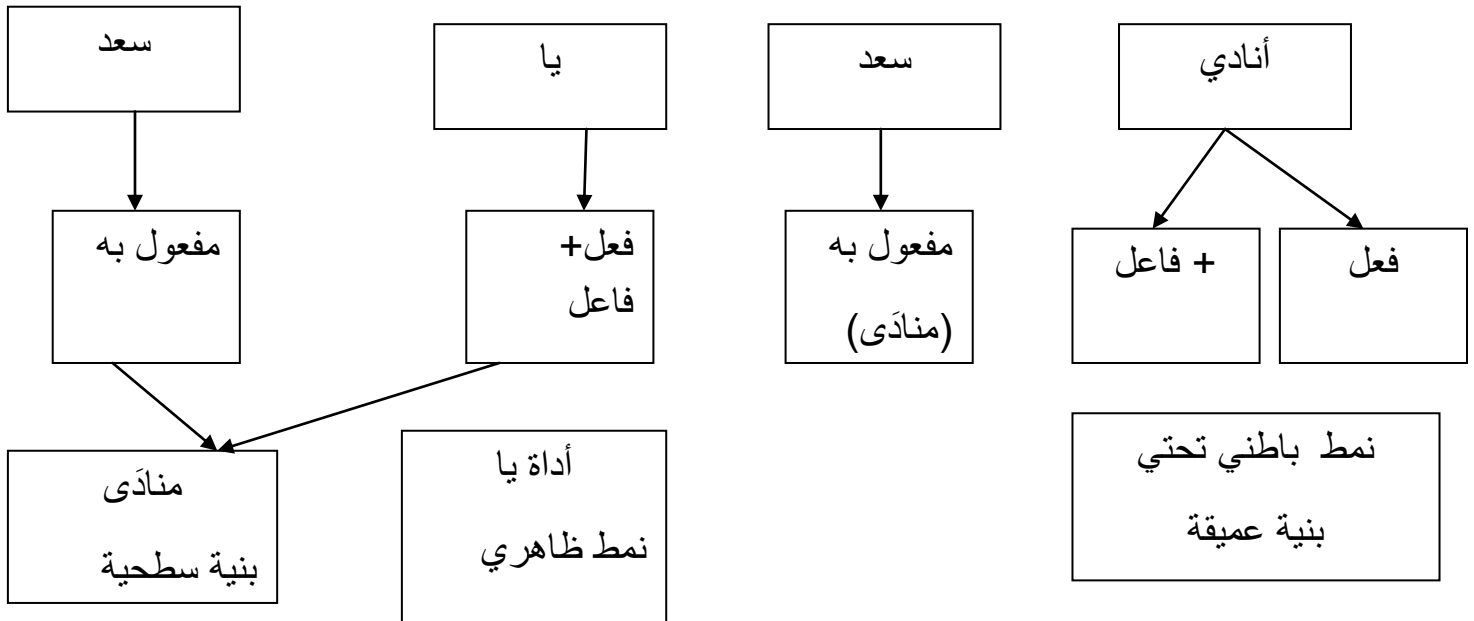 أنادي
سعد
يا
سعد
فعل
+ فاعل
مفعول به
(منادَى)
فعل+
فاعل
مفعول به
نمط باطني تحتي
بنية عميقة
أداة يا
نمط ظاهري
منادَى
بنية سطحية